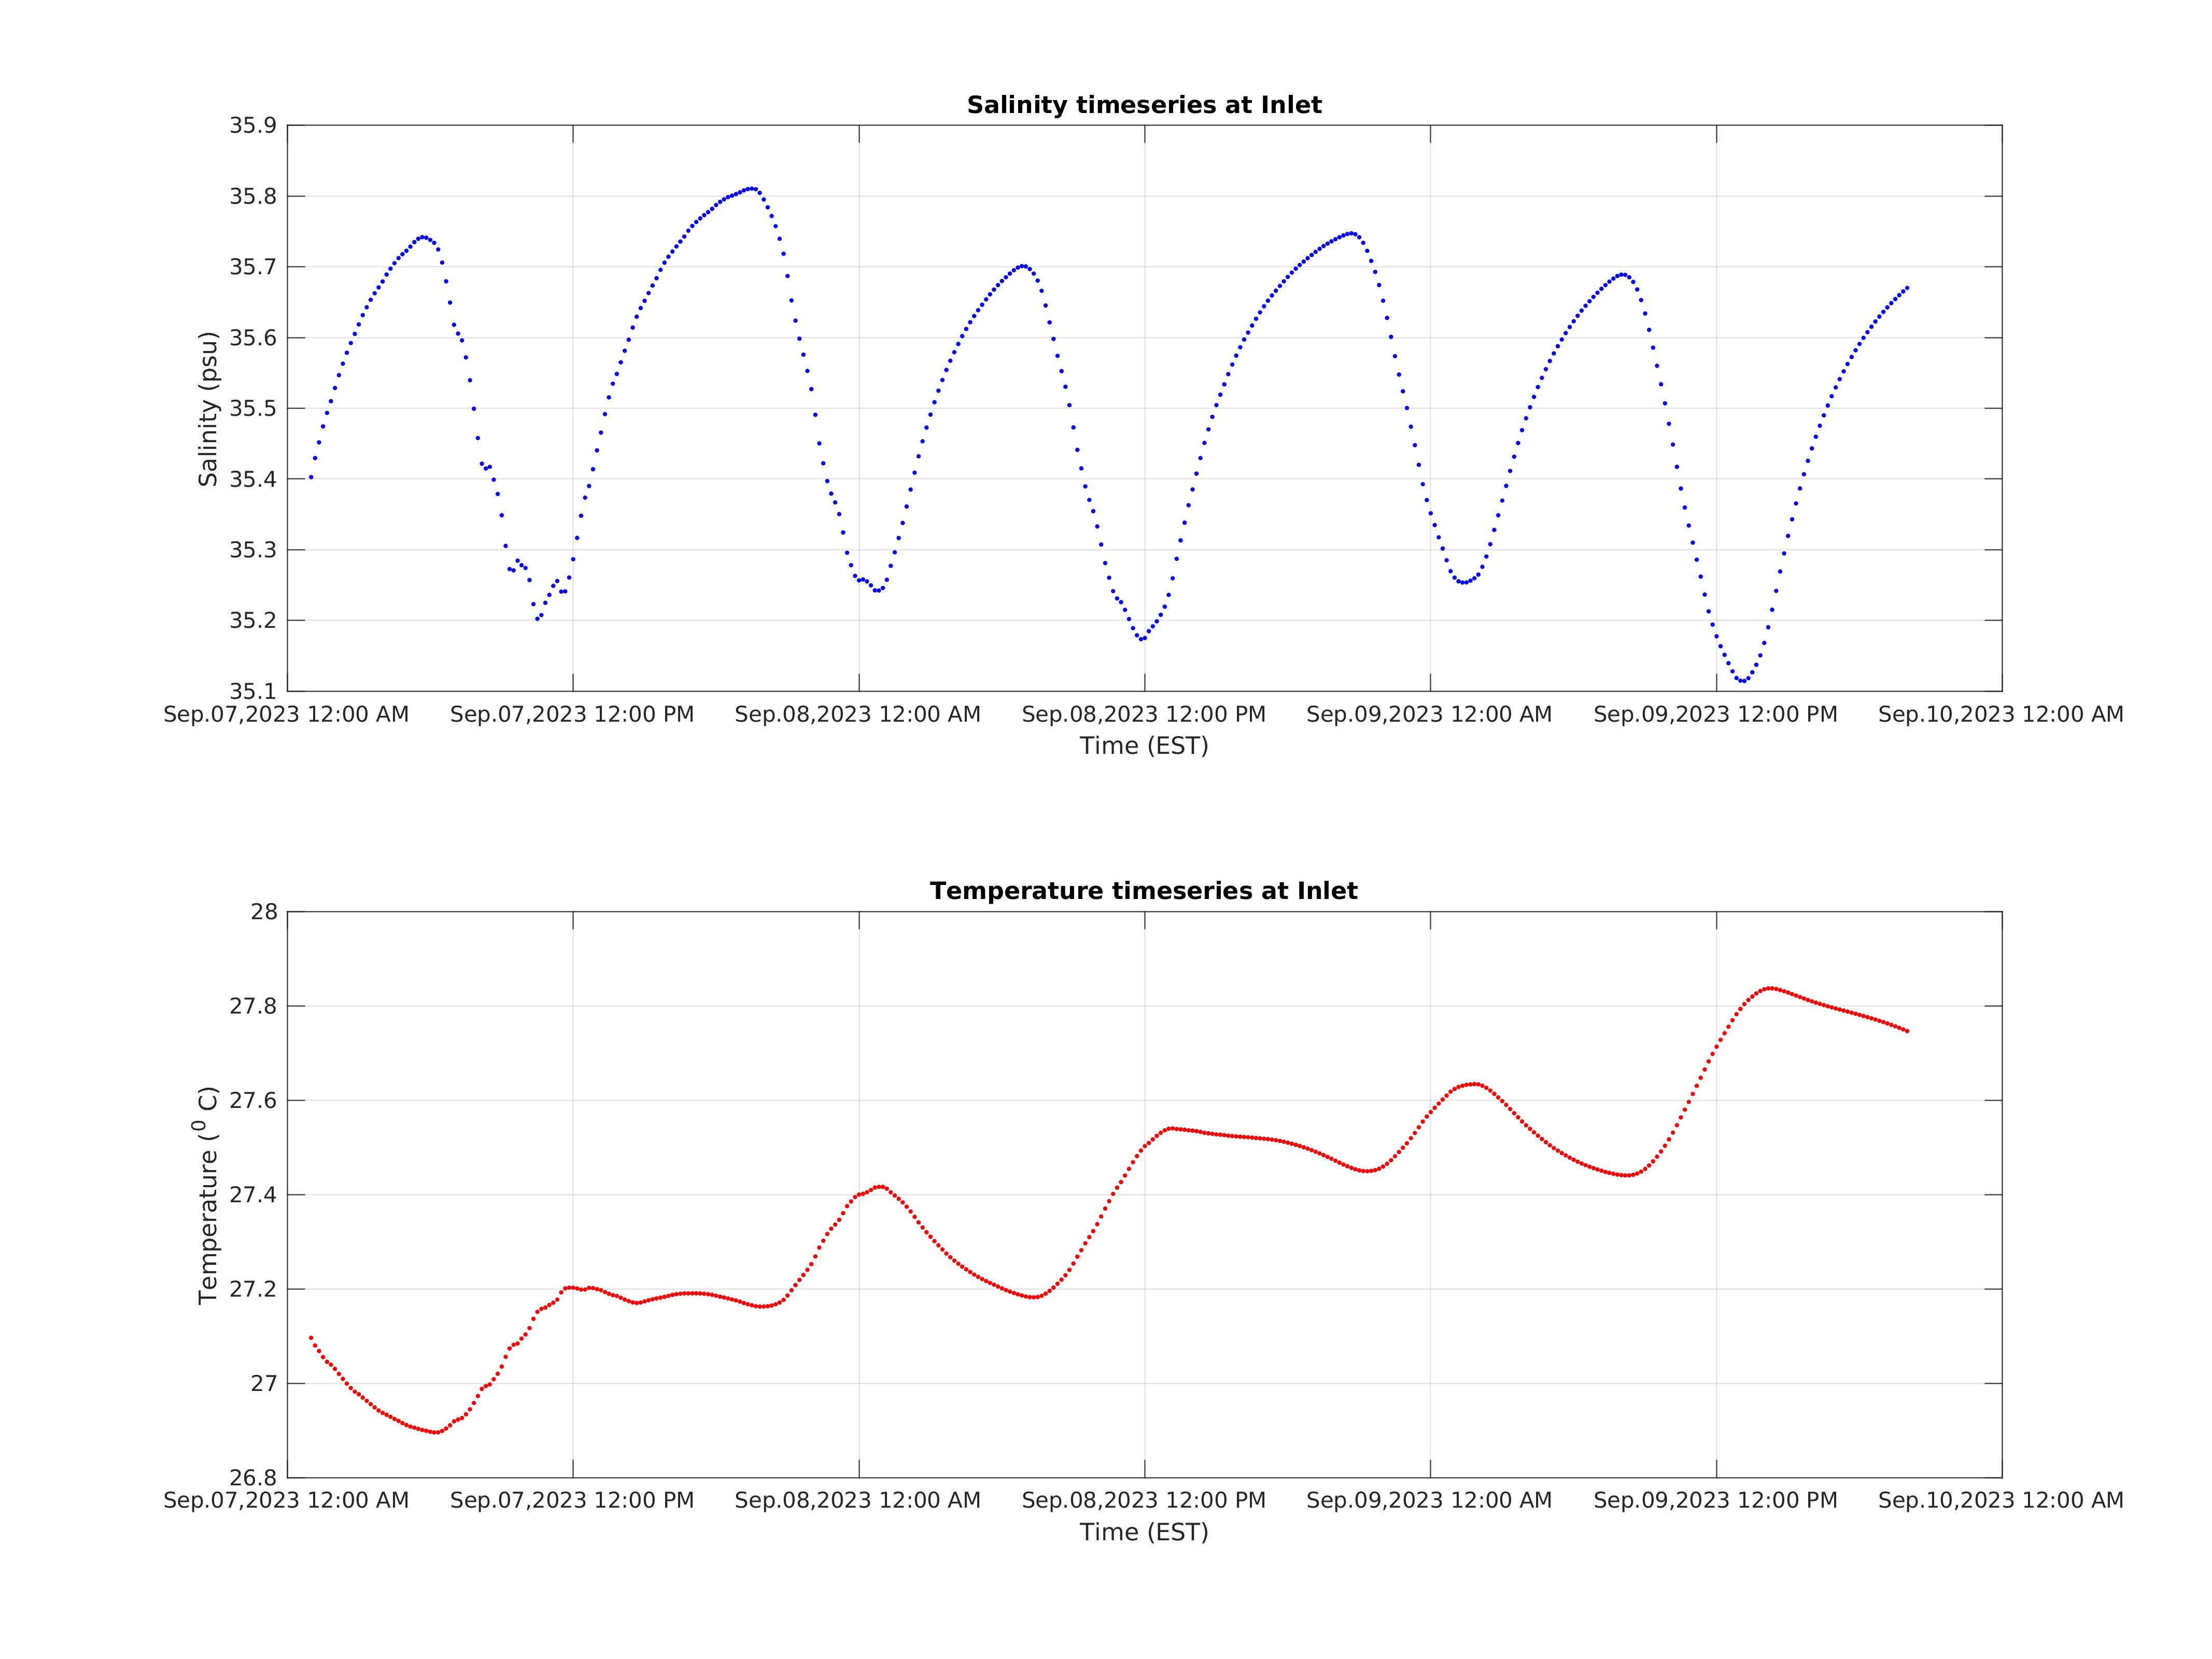 Salinity timeseries at Inlet
35.9
35.8
35.7
35.6
35.5
35.4
35.3
35.2
35.1
Salinity (psu)
Sep.07,2023 12:00 AM Sep.07,2023 12:00 PM Sep.08,2023 12:00 AM Sep.08,2023 12:00 PM Sep.09,2023 12:00 AM Sep.09,2023 12:00 PM Sep.10,2023 12:00 AM
Time (EST)
Temperature timeseries at Inlet
28
27.8
27.6
27.4
27.2
27
26.8
Temperature (⁰ C)
Sep.07,2023 12:00 AM Sep.07,2023 12:00 PM Sep.08,2023 12:00 AM Sep.08,2023 12:00 PM Sep.09,2023 12:00 AM Sep.09,2023 12:00 PM Sep.10,2023 12:00 AM
Time (EST)